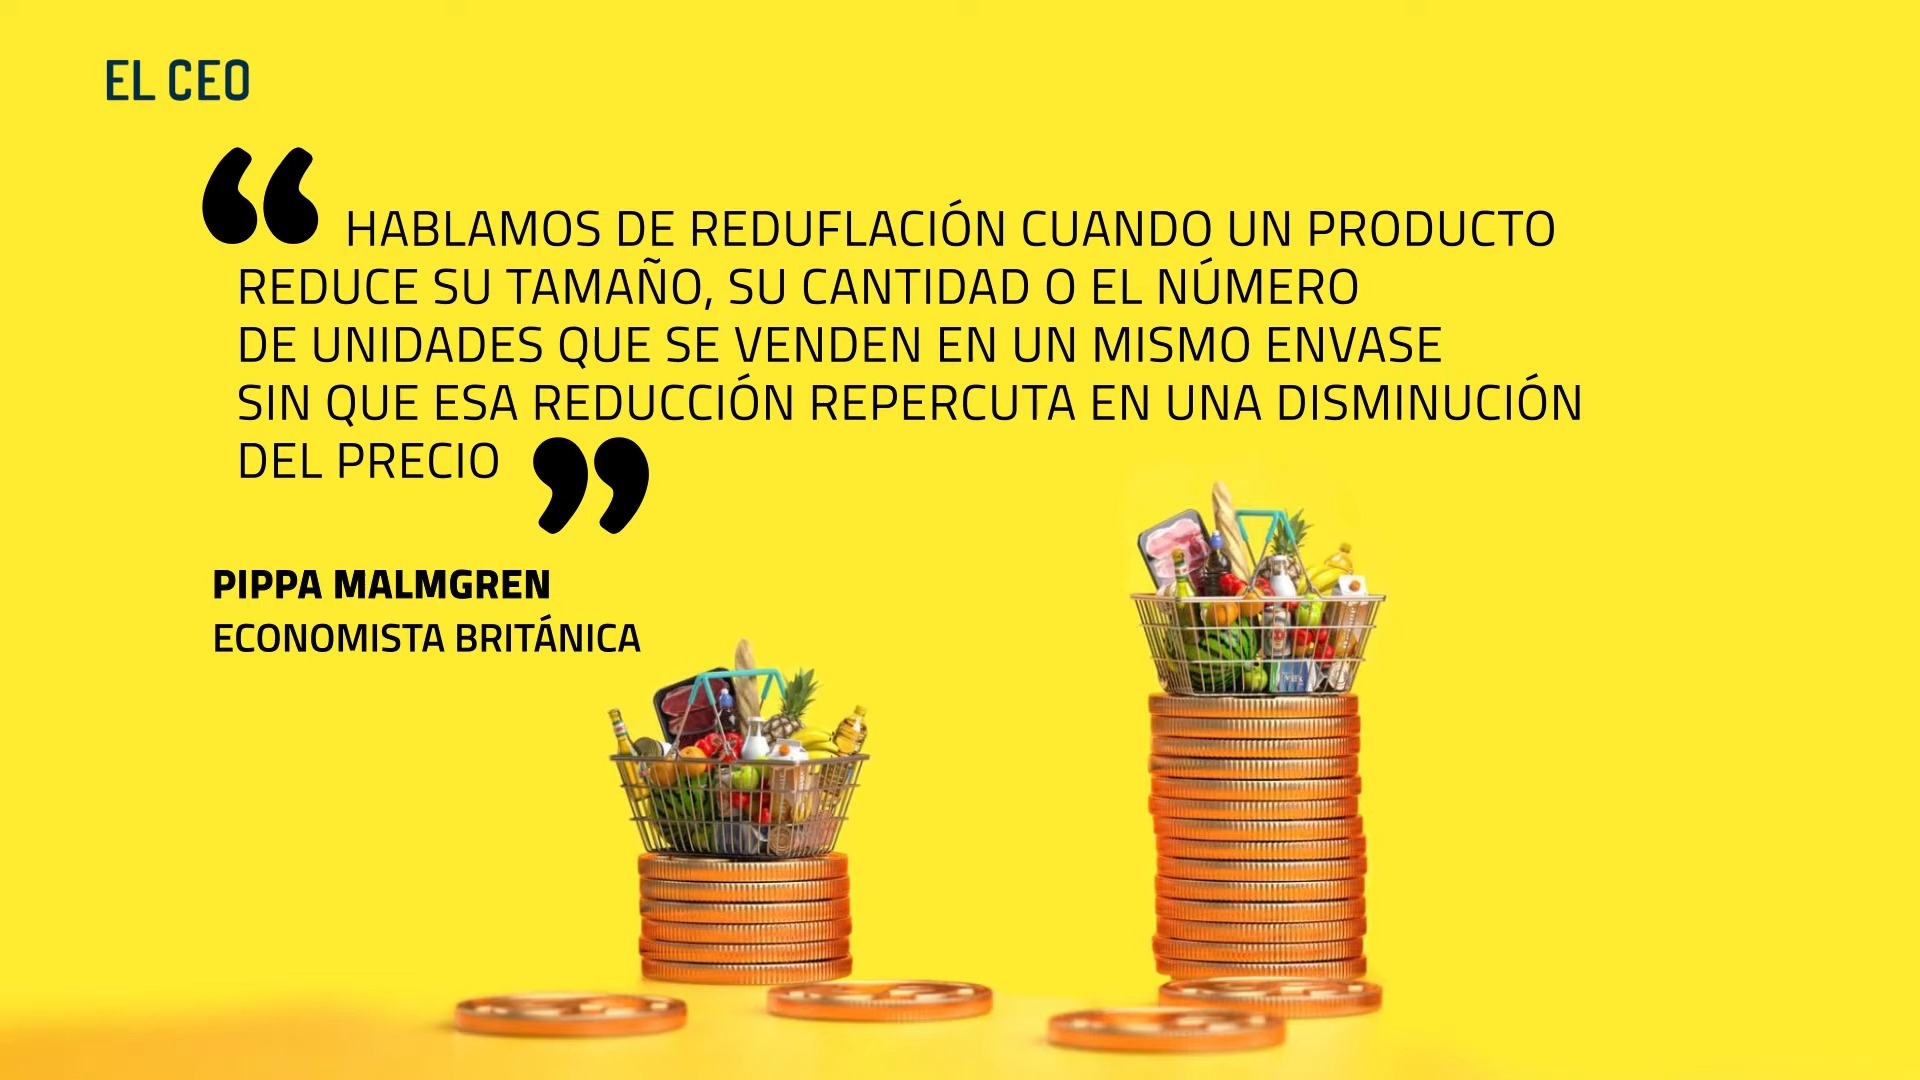 EL CEO
“ HABLAMOS DE REDUFLACIÓN CUANDO UN PRODUCTO
REDUCE SU TAMAÑO, SU CANTIDAD O EL NÚMERO
DE UNIDADES QUE SE VENDEN EN UN MISMO ENVASE
SIN QUE ESA REDUCCIÓN REPERCUTA EN UNA DISMINUCIÓN
DEL PRECIO ”
PIPPA MALMGREN
ECONOMISTA BRITÁNICA